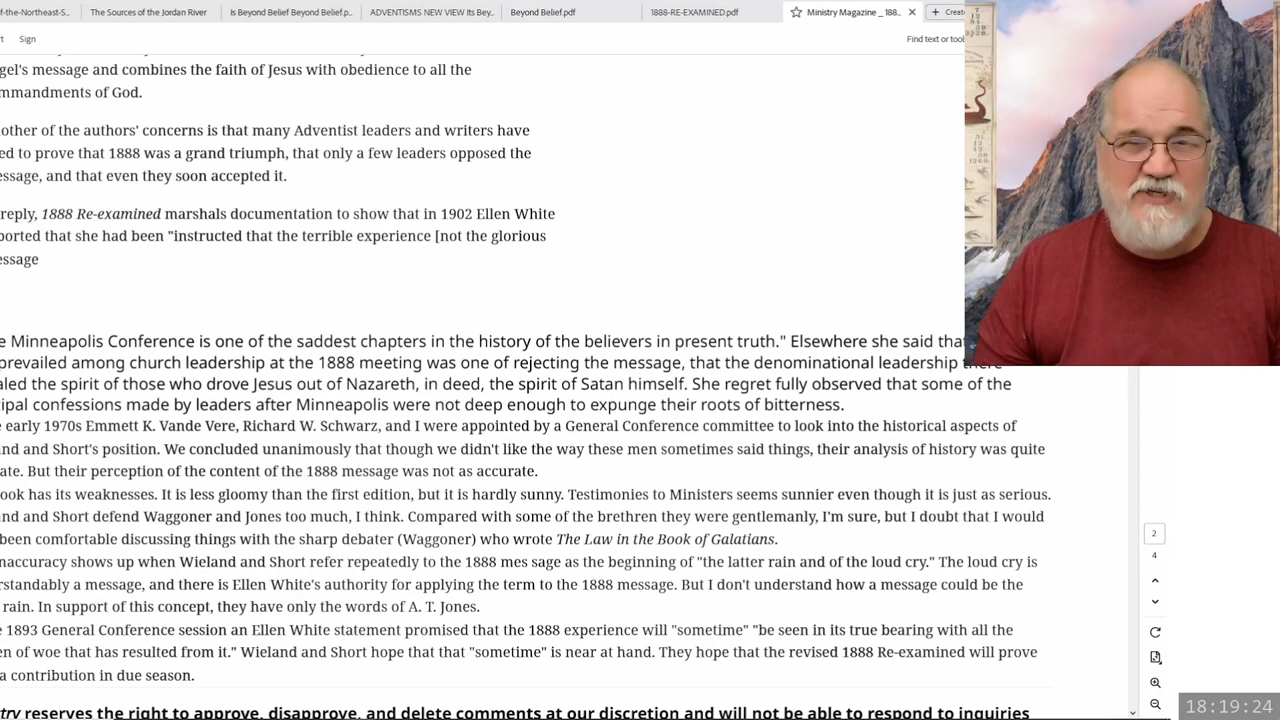 of-the-Northeast-S... The Sources of the Jordan River Is Beyond Belief Beyond Belief.p... ADVENTISMS NEW VIEW Its Bey... Beyond Belief.pdf 1888-RE-EXAMINED.pdf Ministry Magazine _ 188... Create
Sign Find text or tool
gel's message and combines the faith of Jesus with obedience to all the
mmandments of God.
other of the authors' concerns is that many Adventist leaders and writers have
ed to prove that 1888 was a grand triumph, that only a few leaders opposed the
essage, and that even they soon accepted it.
reply, 1888 Re-examined marshals documentation to show that in 1902 Ellen White
ported that she had been "instructed that the terrible experience [not the glorious
essage
e Minneapolis Conference is one of the saddest chapters in the history of the believers in present truth." Elsewhere she said that
prevailed among church leadership at the 1888 meeting was one of rejecting the message, that the denominational leadership there
aled the spirit of those who drove Jesus out of Nazareth, in deed, the spirit of Satan himself. She regret fully observed that some of the
cipal confessions made by leaders after Minneapolis were not deep enough to expunge their roots of bitterness.
e early 1970s Emmett K. Vande Vere, Richard W. Schwarz, and I were appointed by a General Conference committee to look into the historical aspects of
and and Short's position. We concluded unanimously that though we didn't like the way these men sometimes said things, their analysis of history was quite
ate. But their perception of the content of the 1888 message was not as accurate.
ook has its weaknesses. It is less gloomy than the first edition, but it is hardly sunny. Testimonies to Ministers seems sunnier even though it is just as serious.
and and Short defend Waggoner and Jones too much, I think. Compared with some of the brethren they were gentlemanly, I'm sure, but I doubt that I would
been comfortable discussing things with the sharp debater (Waggoner) who wrote The Law in the Book of Galatians.
naccuracy shows up when Wieland and Short refer repeatedly to the 1888 mes sage as the beginning of "the latter rain and of the loud cry." The loud cry is
rstandably a message, and there is Ellen White's authority for applying the term to the 1888 message. But I don't understand how a message could be the
rain. In support of this concept, they have only the words of A. T. Jones.
e 1893 General Conference session an Ellen White statement promised that the 1888 experience will "sometime" "be seen in its true bearing with all the
en of woe that has resulted from it." Wieland and Short hope that that "sometime" is near at hand. They hope that the revised 1888 Re-examined will prove
a contribution in due season.
try reserves the right to approve, disapprove, and delete comments at our discretion and will not be able to respond to inquiries
2
4
18:19:24